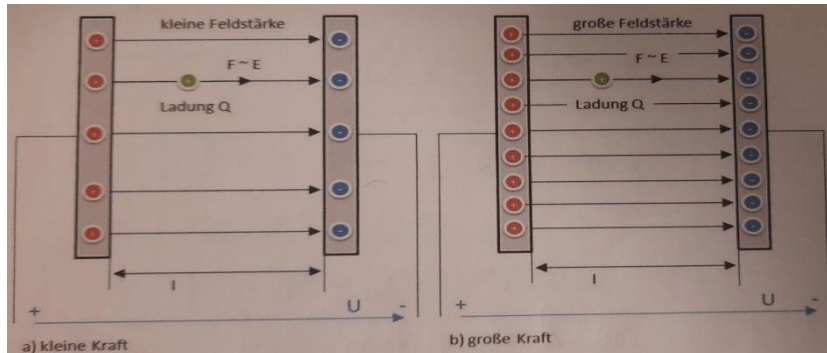 kleine Feldstärke
F ~ E
Ladung Q
l
+ U -
a) kleine Kraft
große Feldstärke
F ~ E
Ladung Q
l
+ U -
b) große Kraft